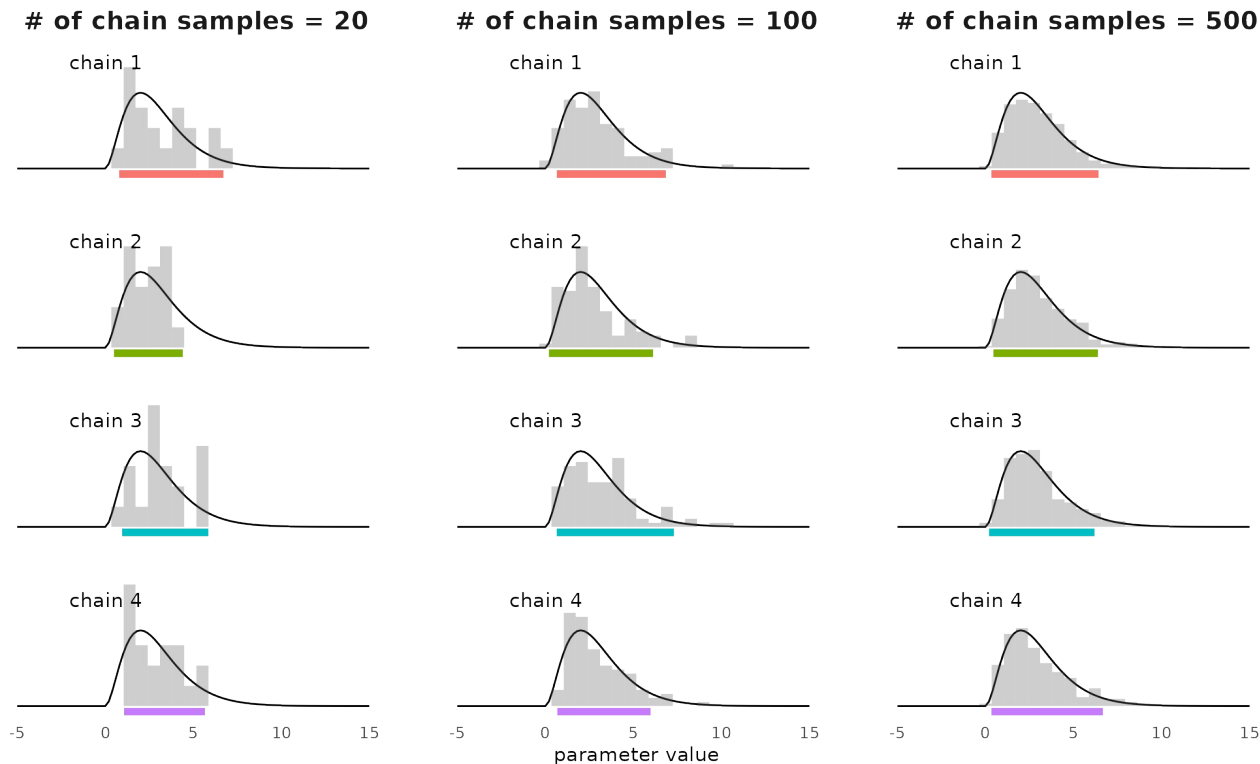 # of chain samples = 20
# of chain samples = 100
# of chain samples = 500
chain 1
chain 1
chain 1
chain 2
chain 2
chain 2
chain 3
chain 3
chain 3
chain 4
chain 4
chain 4
-5 0 5 10 15
-5 0 5 10 15
-5 0 5 10 15
parameter value